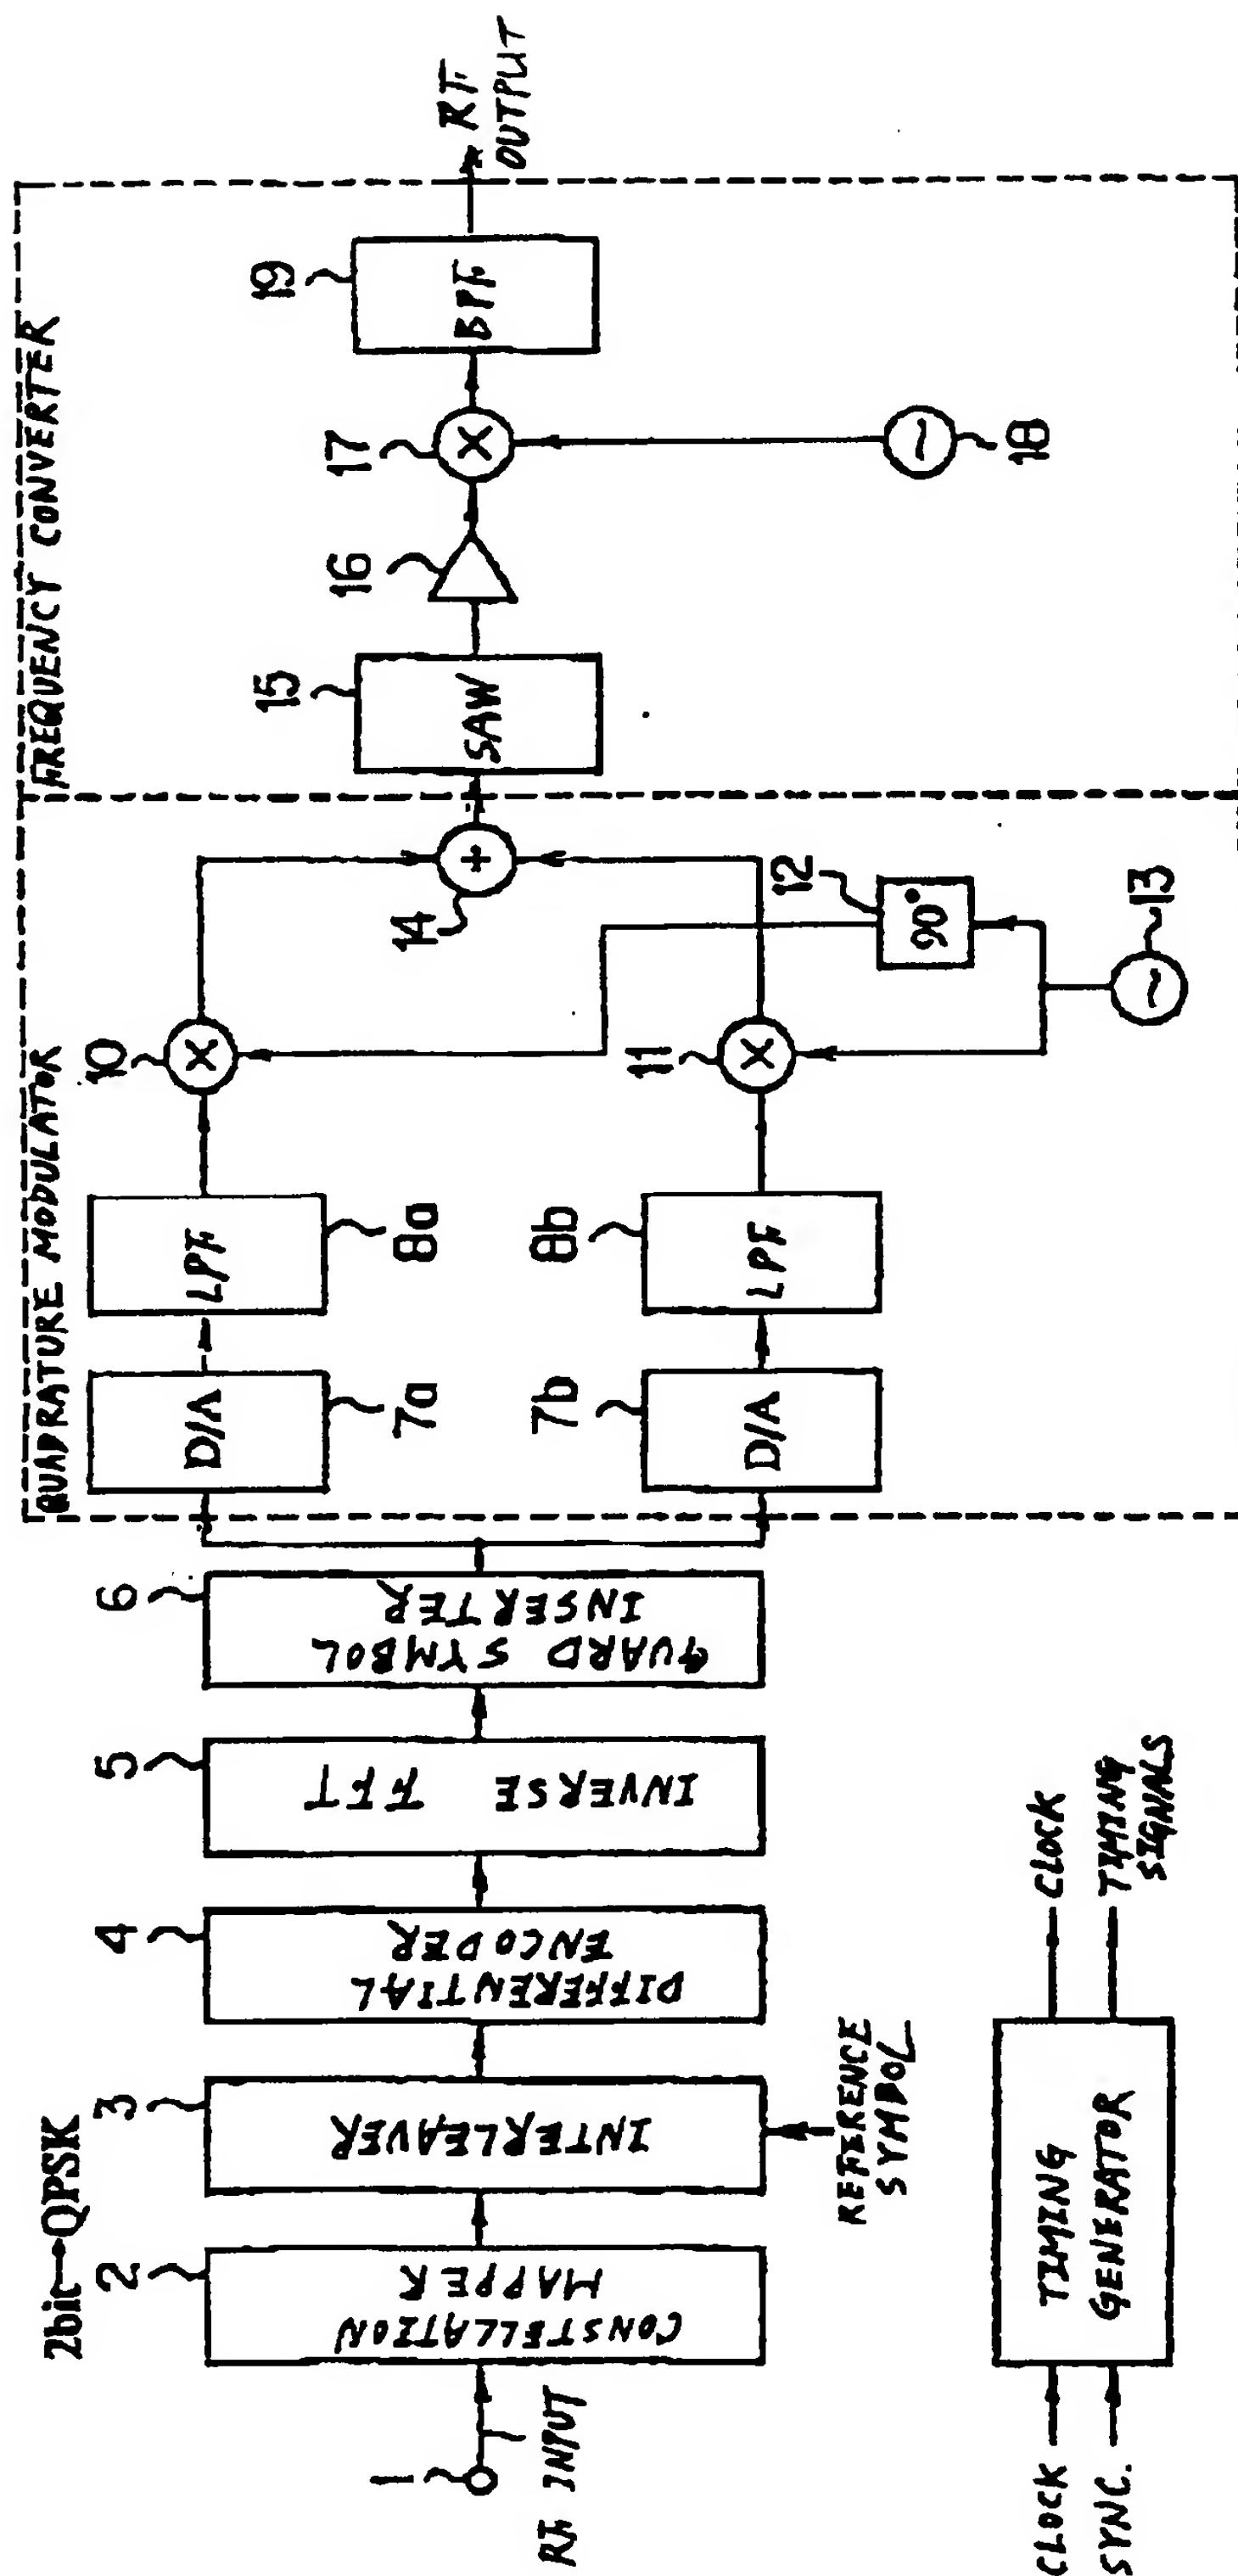 2bic→QPSK
1
RF INPUT
2
CONSTELLATION
MAPPER
3
INTERLEAVER
REFERENCE
SYMBOL
4
DIFFERENTIAL
ENCODER
5
INVERSE FFT
6
GUARD SYMBOL
INSERTER
QUADRATURE MODULATOR
D/A
7a
LPF
8a
10
D/A
7b
LPF
8b
11
12
90°
13
14
FREQUENCY CONVERTER
15
SAW
16
17
18
19
BPF
RF
OUTPUT
CLOCK
SYNC.
TIMING
GENERATOR
CLOCK
TIMING
SIGNALS